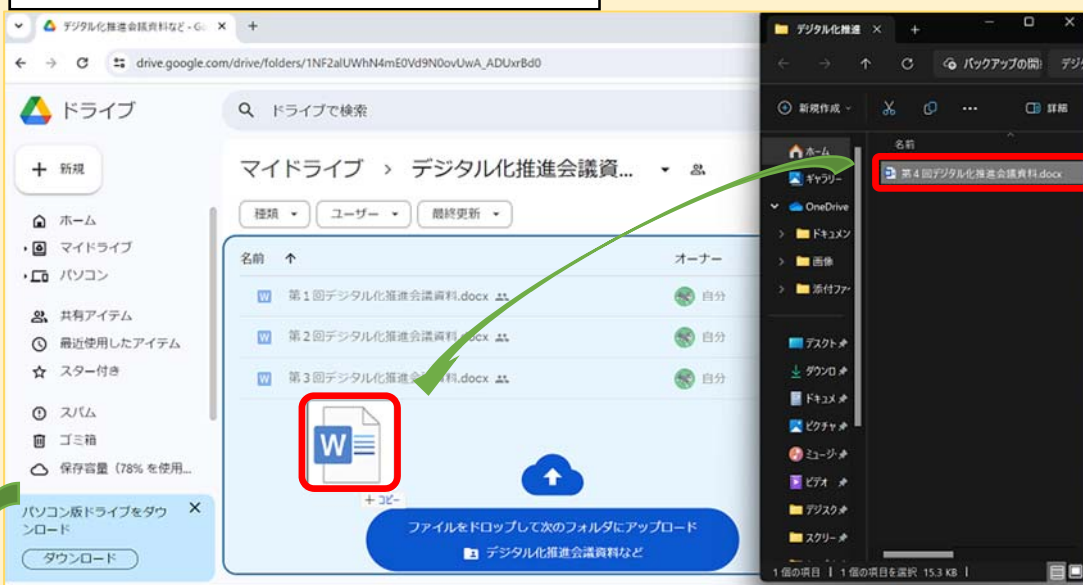 デジタル化推進会議資料など - G
drive.google.com/drive/folders/1NF2alUWhN4mE0Vd9N0ovUwA_ADUxrBd0
ドライブ
ドライブで検索
新規
ホーム
マイドライブ
パソコン
共有アイテム
最近使用したアイテム
スター付き
スパム
ゴミ箱
保存容量（78% を使用...
パソコン版ドライブをダウ
ンロード
ダウンロード
マイドライブ > デジタル化推進会議資...
種類 ユーザー 最終更新
名前 オーナー
第１回デジタル化推進会議資料.docx 自分
第２回デジタル化推進会議資料.docx 自分
第３回デジタル化推進会 料.docx 自分
W
+ コピー
ファイルをドロップして次のフォルダにアップロード
デジタル化推進会議資料など
デジタル化推進
バックアップの開 デジ
新規作成 ... 詳細
名前
第４回デジタル化推進会議資料.docx
ホーム
ギャラリー
OneDrive
ドキュメン
画像
添付ファ
デスクト
ダウンロ
ドキュメ
ピクチャ
ミュージ
ビデオ
デジスク
スクリー
1 個の項目 1 個の項目を選択 15.3 KB